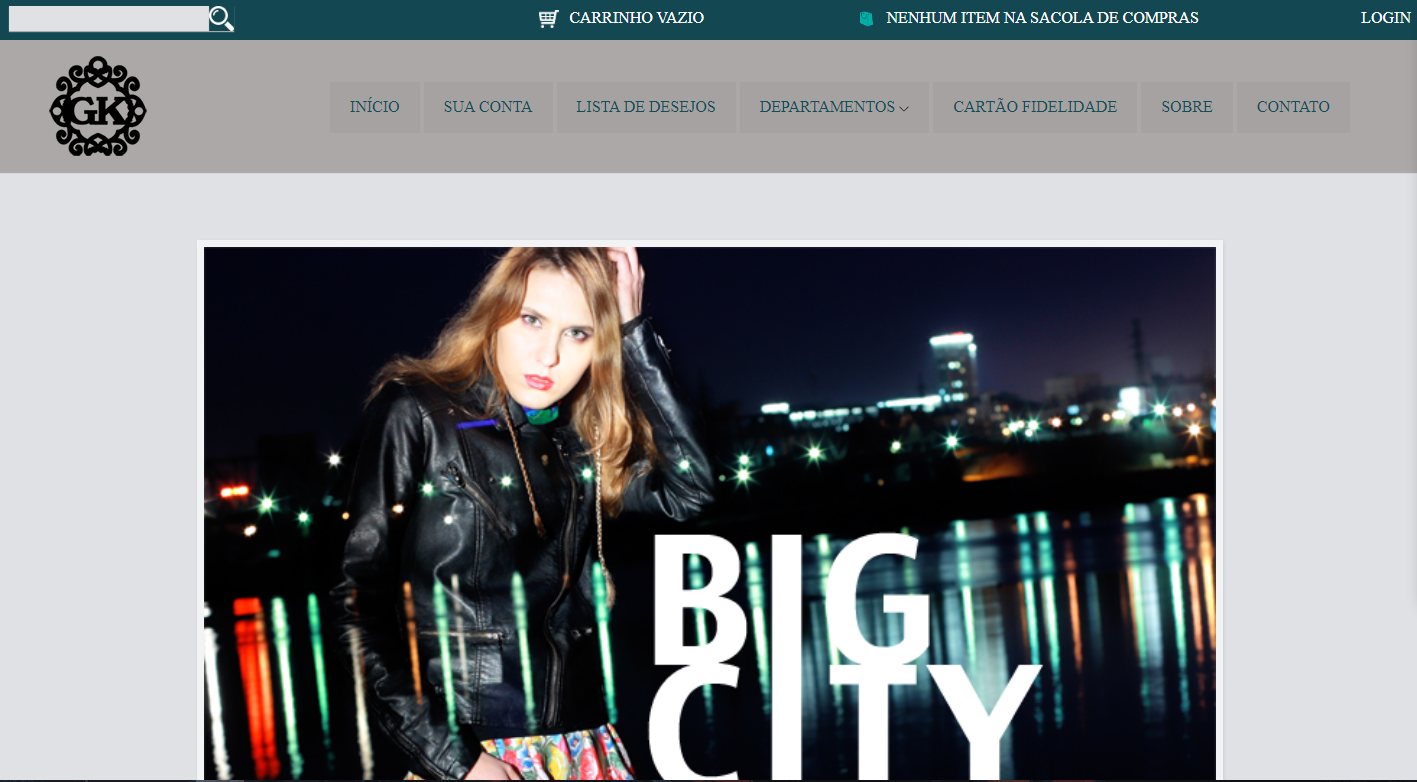 CARRINHO VAZIO NENHUM ITEM NA SACOLA DE COMPRAS LOGIN
GK
INÍCIO SUA CONTA LISTA DE DESEJOS DEPARTAMENTOS CARTÃO FIDELIDADE SOBRE CONTATO
BIG
CITY